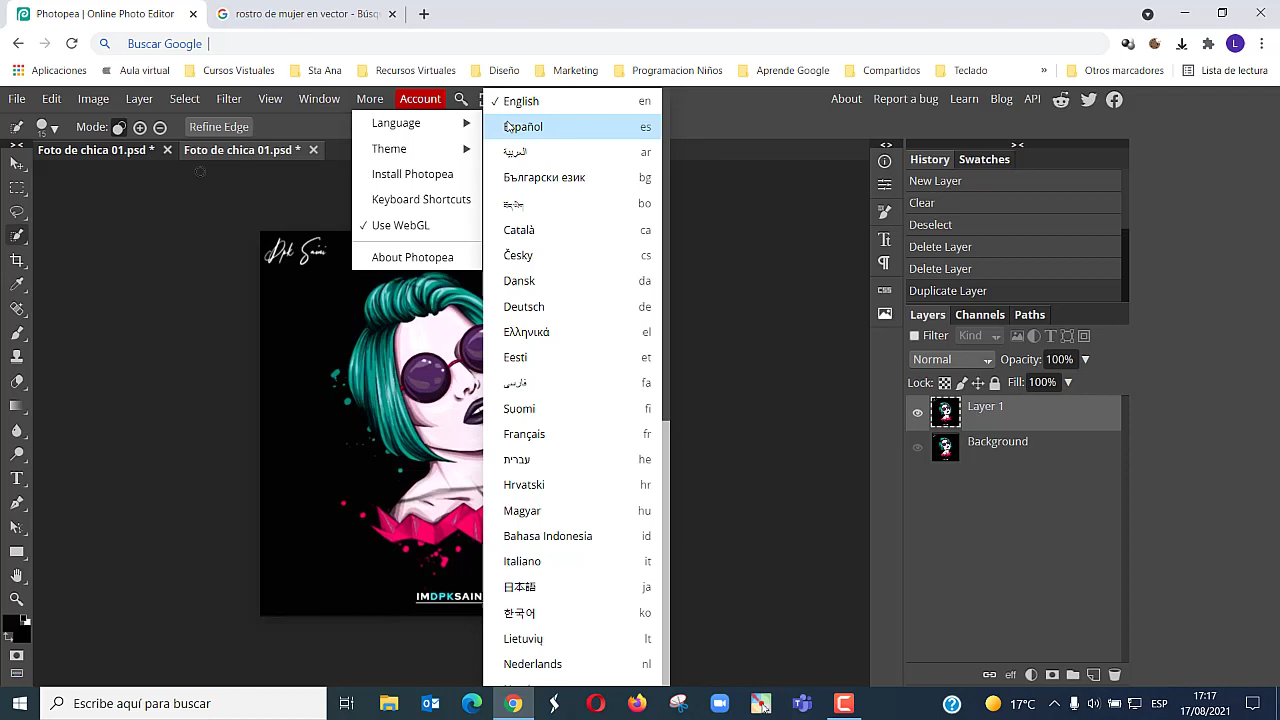 Photopea | Online Photo Editor
rostro de mujer en vector - Búsq
Buscar Google
Aplicaciones
Aula virtual
Cursos Vistuales
Sta Ana
Recursos Virtuales
Diseño
Marketing
Programacion Niños
Aprende Google
Compartidos
Teclado
»
Otros marcadores
Lista de lectura
File Edit Image Layer Select Filter View Window More Account
About Report a bug Learn Blog API
15
Mode:
Refine Edge
Foto de chica 01.psd *
Foto de chica 01.psd *
Language
Theme
Install Photopea
Keyboard Shortcuts
✓ Use WebGL
About Photopea
✓ English en
Español es
العربية ar
Български език bg
bo
Català ca
Česky cs
Dansk da
Deutsch de
Ελληνικά el
Eesti et
فارسی fa
Suomi fi
Français fr
עברית he
Hrvatski hr
Magyar hu
Bahasa Indonesia id
Italiano it
日本語 ja
한국어 ko
Lietuvių lt
Nederlands nl
Dpk Saini
IMDPKSAIN
History Swatches
New Layer
Clear
Deselect
Delete Layer
Delete Layer
Duplicate Layer
CSS
Layers Channels Paths
Filter Kind
Normal Opacity: 100%
Lock: Fill: 100%
Layer 1
Background
eff
Escribe aquí para buscar
17°C
ESP
17:17
17/08/2021